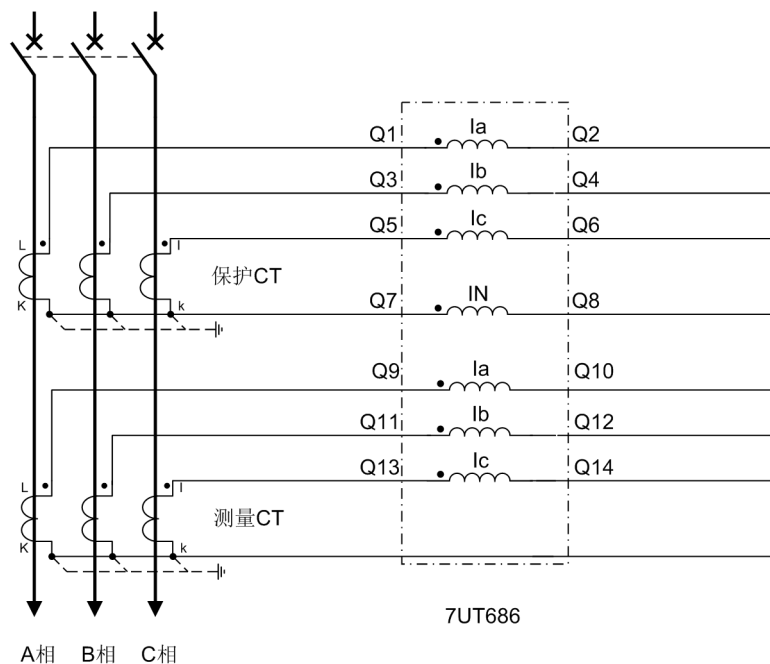 Q1 Ia Q2
Q3 Ib Q4
Q5 Ic Q6
L l
保护CT
K k
Q7 IN Q8
Q9 Ia Q10
Q11 Ib Q12
Q13 Ic Q14
L l
测量CT
K k
7UT686
A相 B相 C相